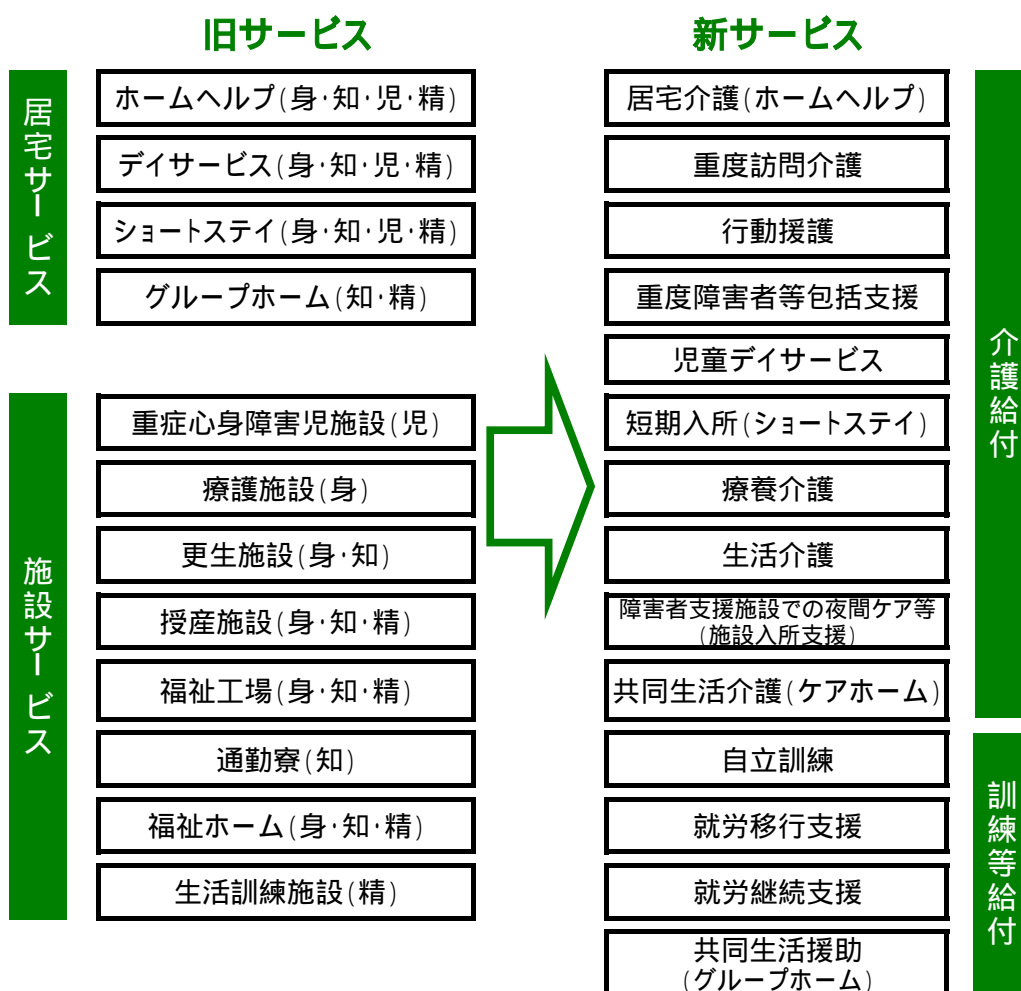 旧サービス
居宅サービス
ホームヘルプ(身･知･児･精)
デイサービス(身･知･児･精)
ショートステイ(身･知･児･精)
グループホーム(知･精)
施設サービス
重症心身障害児施設(児)
療護施設(身)
更生施設(身･知)
授産施設(身･知･精)
福祉工場(身･知･精)
通勤寮(知)
福祉ホーム(身･知･精)
生活訓練施設(精)
新サービス
居宅介護(ホームヘルプ)
重度訪問介護
行動援護
重度障害者等包括支援
児童デイサービス
短期入所(ショートステイ)
療養介護
生活介護
障害者支援施設での夜間ケア等
(施設入所支援)
共同生活介護(ケアホーム)
介護給付
自立訓練
就労移行支援
就労継続支援
共同生活援助
(グループホーム)
訓練等給付